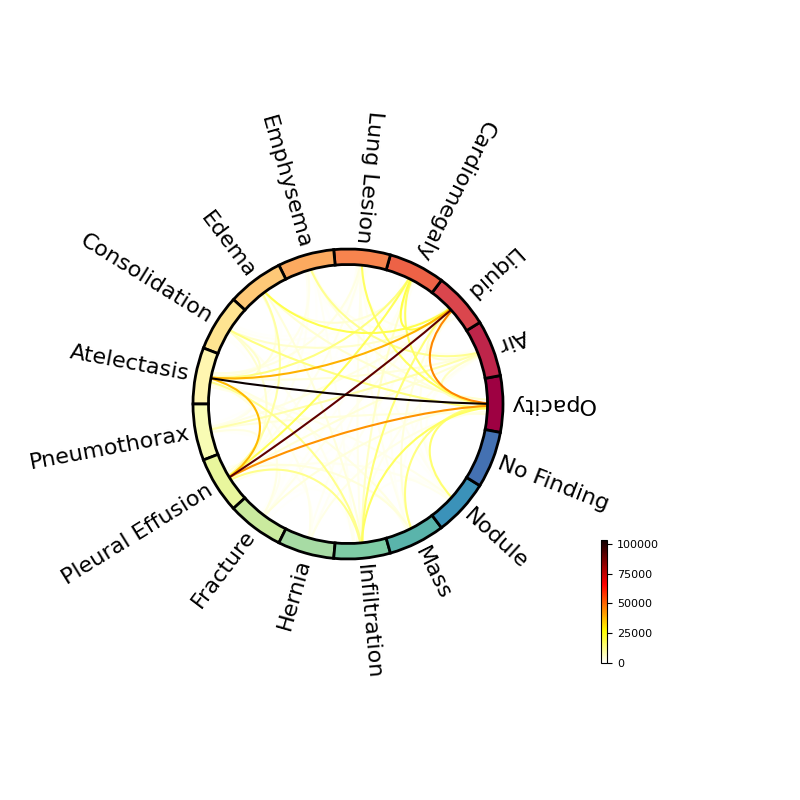 Lung Lesion
Cardiomegaly
Liquid
Air
Opacity
No Finding
Nodule
Mass
Infiltration
Hernia
Fracture
Pleural Effusion
Pneumothorax
Atelectasis
Consolidation
Edema
Emphysema
100000
75000
50000
25000
0